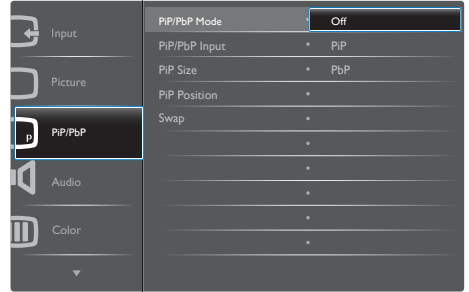 Input
Picture
P
PiP/PbP
Audio
Color
PiP/PbP Mode
Off
PiP/PbP Input
PiP
PiP Size
PbP
PiP Position
Swap